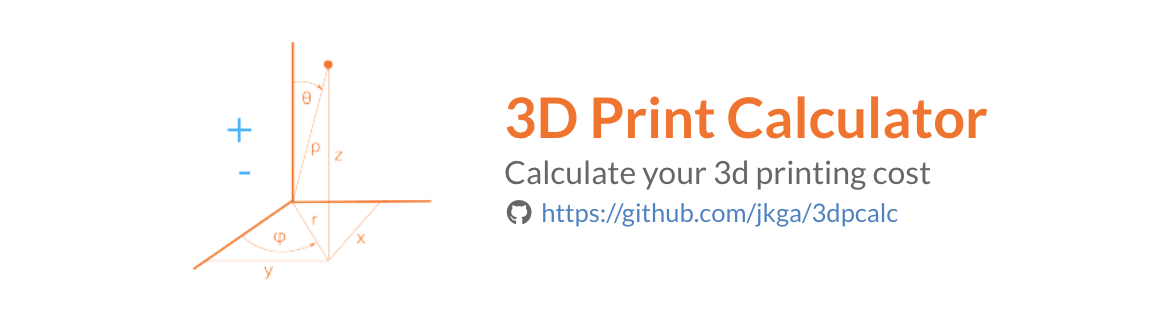 θ
+
ρ
z
-
3D Print Calculator
Calculate your 3d printing cost
https://github.com/jkga/3dpcalc
r
φ
x
y